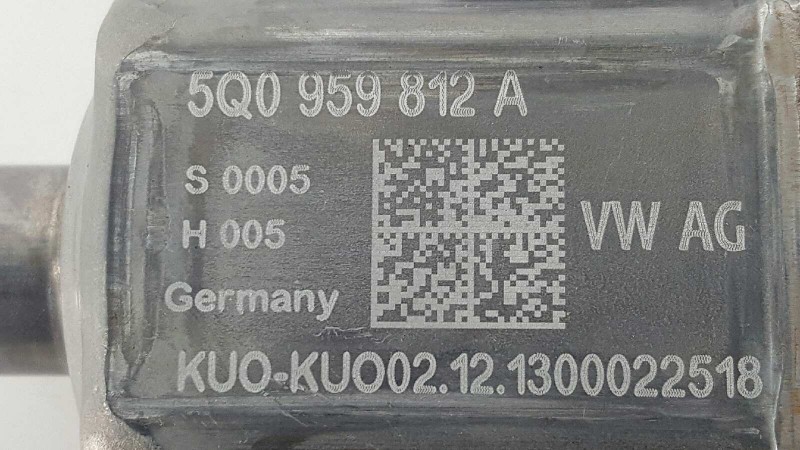 5Q0 959 812 A
S 0005
H 005
VW AG
Germany
KUO-KUO02.12.1300022518